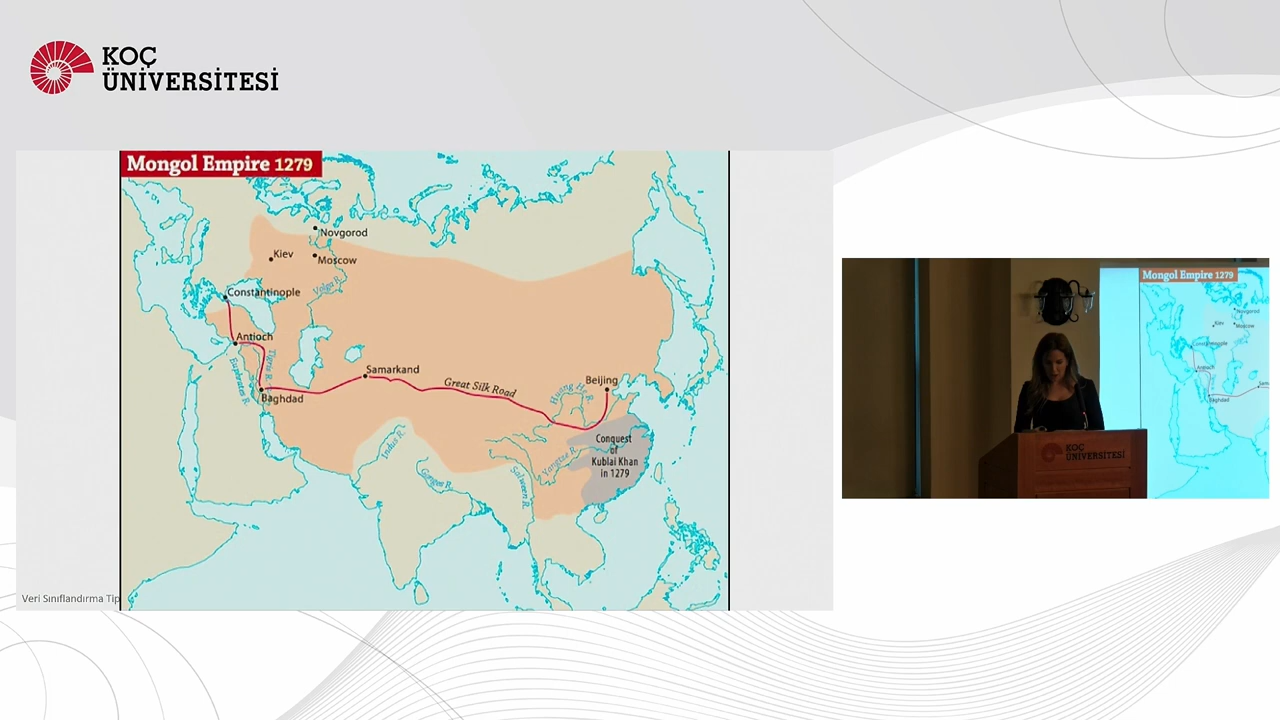 KOÇ
ÜNİVERSİTESİ
Mongol Empire 1279
Novgorod
Kiev
Moscow
Volga R.
Constantinople
Antioch
Tigris R.
Euphrates R.
Baghdad
Samarkand
Great Silk Road
Huang He R.
Beijing
Conquest
of
Kublai Khan
in 1279
Yangtze R.
Salween R.
Indus R.
Ganges R.
Veri Sınıflandırma Tip
Mongol Empire 1279
Novgorod
Kiev
Moscow
Constantinople
Antioch
Baghdad
KOÇ
ÜNİVERSİTESİ